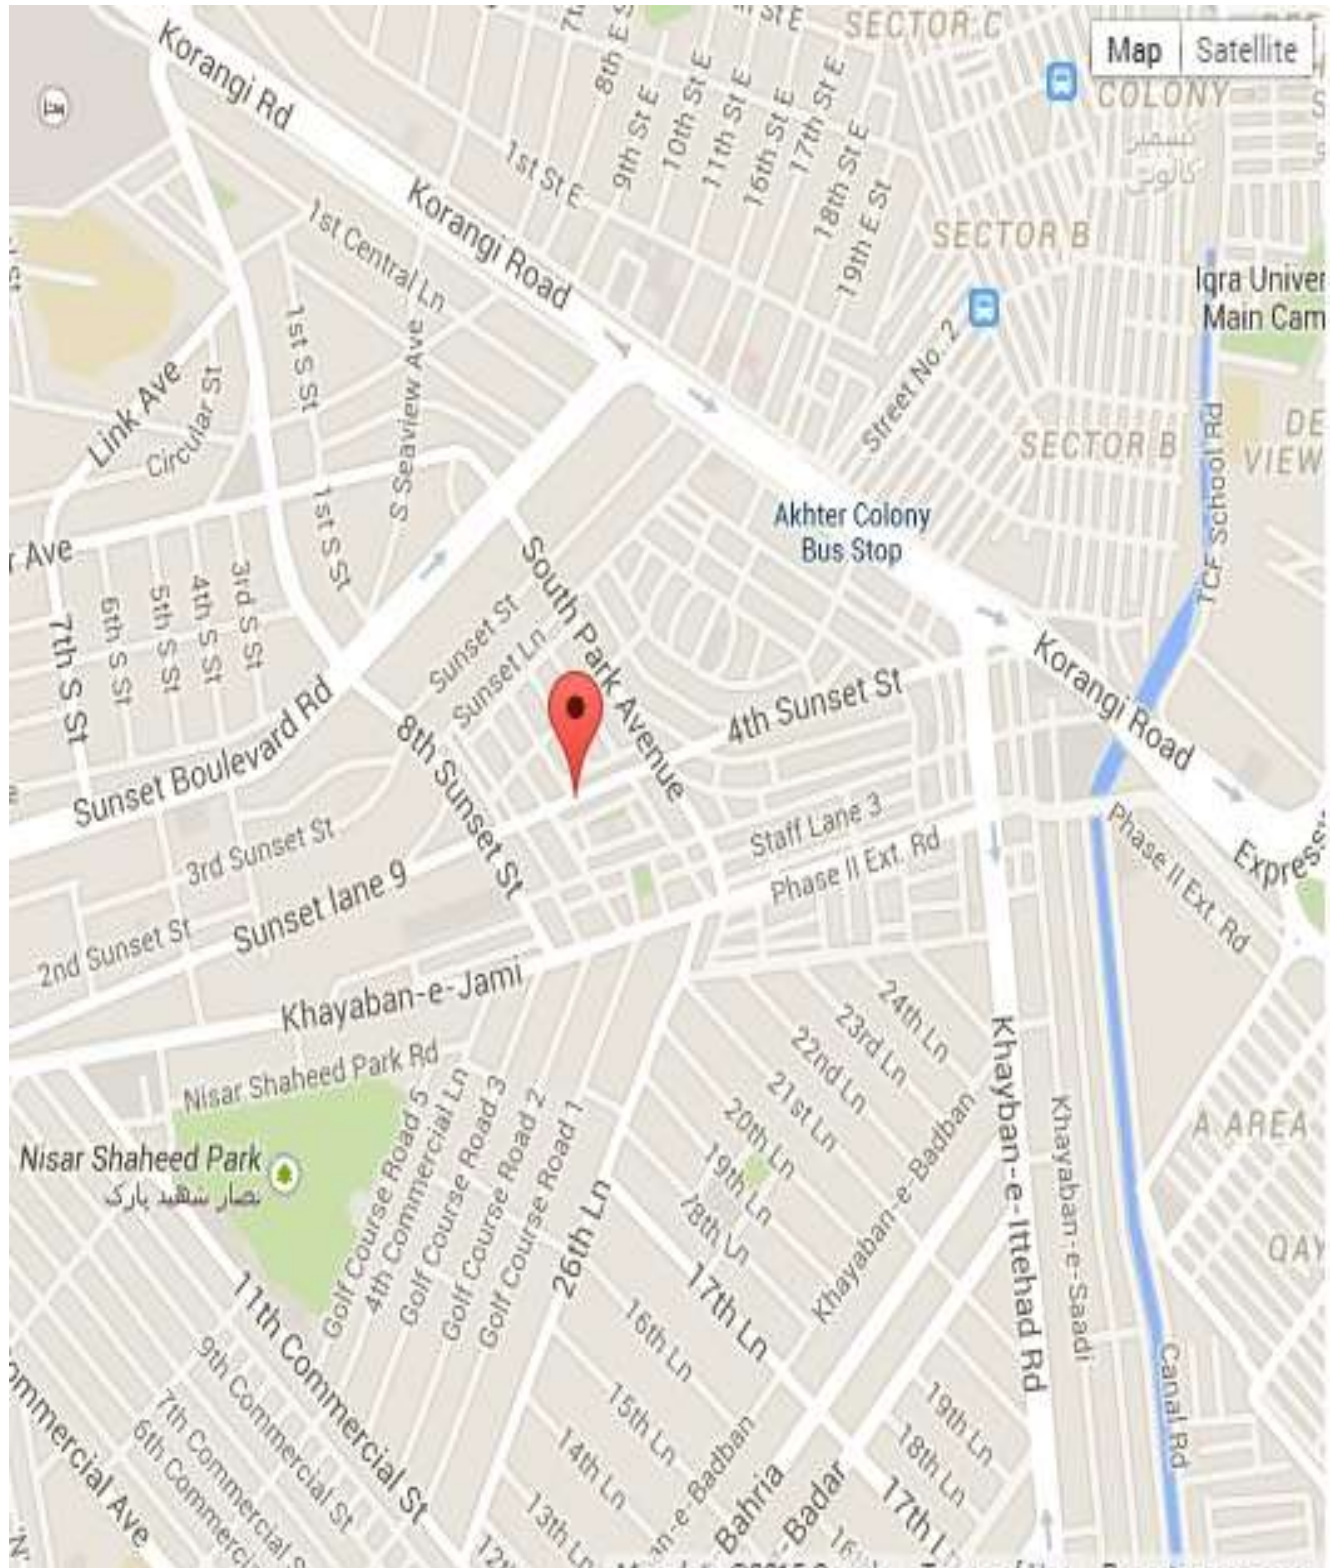 SECTOR C
Map
Satellite
Korangi Rd
8th E S
9th St E
10th St E
11th St E
16th St E
17th St E
18th St E
19th E St
1st St E
COLONY
كالونى
1st Central Ln
Korangi Road
SECTOR B
Iqra Univer
Main Cam
Link Ave
Circular St
1st S St
S Seaview Ave
Street No. 2
SECTOR B
DE
VIEW
TCF School Rd
Akhter Colony
Bus Stop
1st S St
r Ave
7th S St
6th S St
5th S St
4th S St
3rd S St
South Park Avenue
Sunset St
Sunset Ln
Korangi Road
4th Sunset St
8th Sunset St
Sunset Boulevard Rd
3rd Sunset St
Staff Lane 3
Phase II Ext. Rd
Phase II Ext. Rd
Express
Sunset lane 9
2nd Sunset St
Khayaban-e-Jami
24th Ln
23rd Ln
22nd Ln
21st Ln
20th Ln
19th Ln
17th Ln
Nisar Shaheed Park Rd
Nisar Shaheed Park
Golf Course Road 5
4th Commercial Ln
Golf Course Road 3
Golf Course Road 2
Golf Course Road 1
26th Ln
Khayaban-e-Badban
Khayban-e-Ittehad Rd
Khayaban-e-Saadi
A AREA
QAY
11th Commercial St
9th Commercial St
7th Commercial S
6th Commerc
ommercial Ave
16th Ln
15th Ln
14th Ln
13th Ln
an-e-Badban
Bahria
-Badar
19th Ln
18th Ln
17th L
Canal Rd